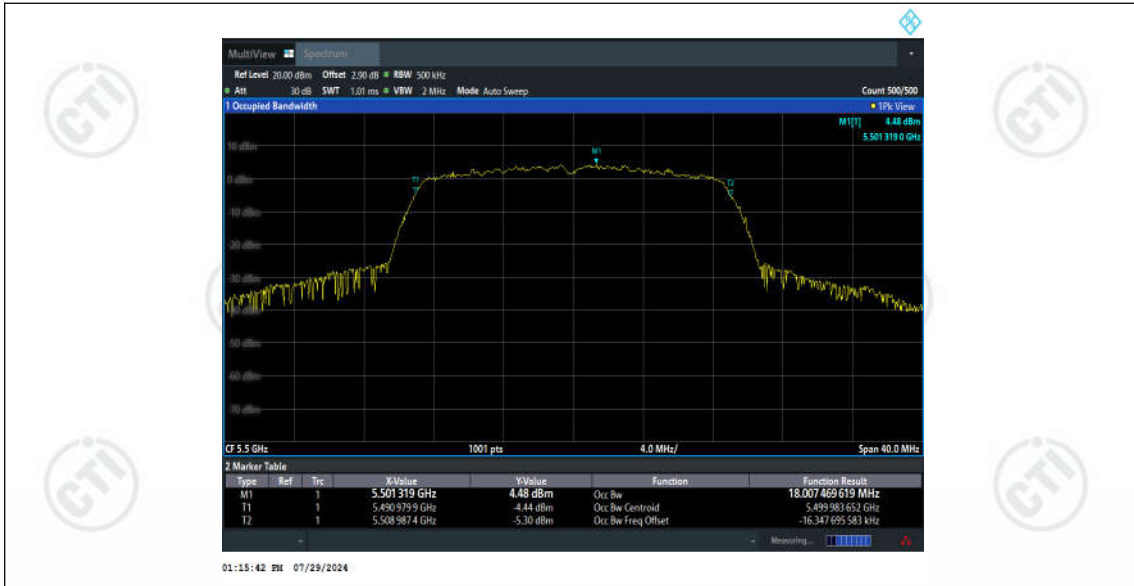 MultiView Spectrum
Ref Level 20.00 dBm Offset 2.90 dB RBW 500 kHz
Att 30 dB SWT 1.01 ms VBW 2 MHz Mode Auto Sweep Count 500/500
1 Occupied Bandwidth 1Pk View
M1[1] 4.48 dBm
5.501 319 0 GHz
10 dBm
M1
0 dBm
T1
T2
-10 dBm
-20 dBm
-30 dBm
-40 dBm
-50 dBm
-60 dBm
-70 dBm
CF 5.5 GHz 1001 pts 4.0 MHz/ Span 40.0 MHz
2 Marker Table
Type Ref Trc X-Value Y-Value Function Function Result
M1 1 5.501 319 GHz 4.48 dBm Occ Bw 18.007 469 619 MHz
T1 1 5.490 979 9 GHz -4.44 dBm Occ Bw Centroid 5.499 983 652 GHz
T2 1 5.508 987 4 GHz -5.30 dBm Occ Bw Freq Offset -16.347 695 583 kHz
Measuring...
01:15:42 PM 07/29/2024
CTI
CTI
CTI
CTI